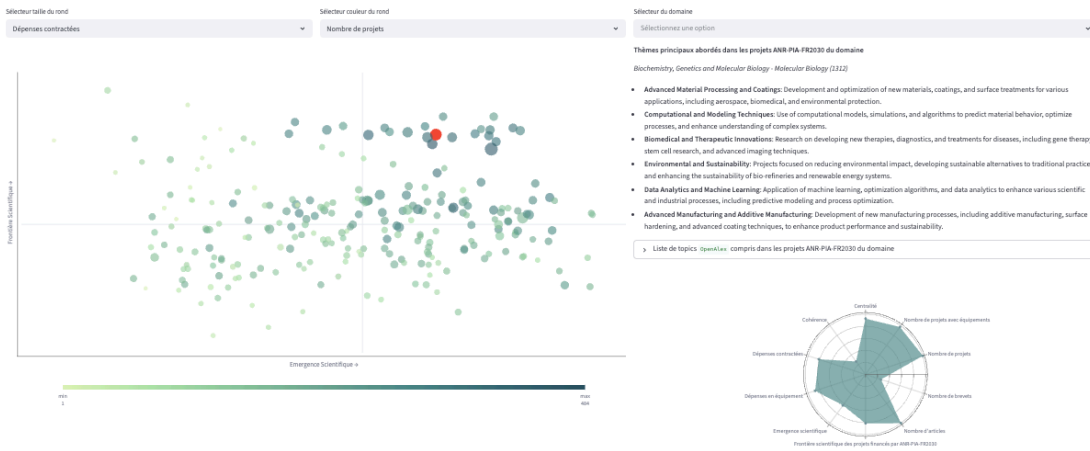 Sélecteur taille du rond
Dépenses contractées
Sélecteur couleur du rond
Nombre de projets
Frontière Scientifique →
Emergence Scientifique →
min
1
max
Sélecteur du domaine
Sélectionnez une option
Thèmes principaux abordés dans les projets ANR-PIA-FR2030 du domaine
Biochemistry, Genetics and Molecular Biology - Molecular Biology (1312)
Advanced Material Processing and Coatings: Development and optimization of new materials, coatings, and surface treatments for various
applications, including aerospace, biomedical, and environmental protection.
Computational and Modeling Techniques: Use of computational models, simulations, and algorithms to predict material behavior, optimize
processes, and enhance understanding of complex systems.
Biomedical and Therapeutic Innovations: Research on developing new therapies, diagnostics, and treatments for diseases, including gene therapy
stem cell research, and advanced imaging techniques.
Environmental and Sustainability: Projects focused on reducing environmental impact, developing sustainable alternatives to traditional practice
and enhancing the sustainability of bio-refineries and renewable energy systems.
Data Analytics and Machine Learning: Application of machine learning, optimization algorithms, and data analytics to enhance various scientific
and industrial processes, including predictive modeling and process optimization.
Advanced Manufacturing and Additive Manufacturing: Development of new manufacturing processes, including additive manufacturing, surface
hardening, and advanced coating techniques, to enhance product performance and sustainability.
Liste de topics OpenAlex compris dans les projets ANR-PIA-FR2030 du domaine
Centralité
Cohérence
Nombre de projets avec équipements
Dépenses contractées
Nombre de projets
Dépenses en équipement
Nombre de brevets
Emergence scientifique
Nombre d'articles
Frontière scientifique des projets financés par ANR-PIA-FR2030